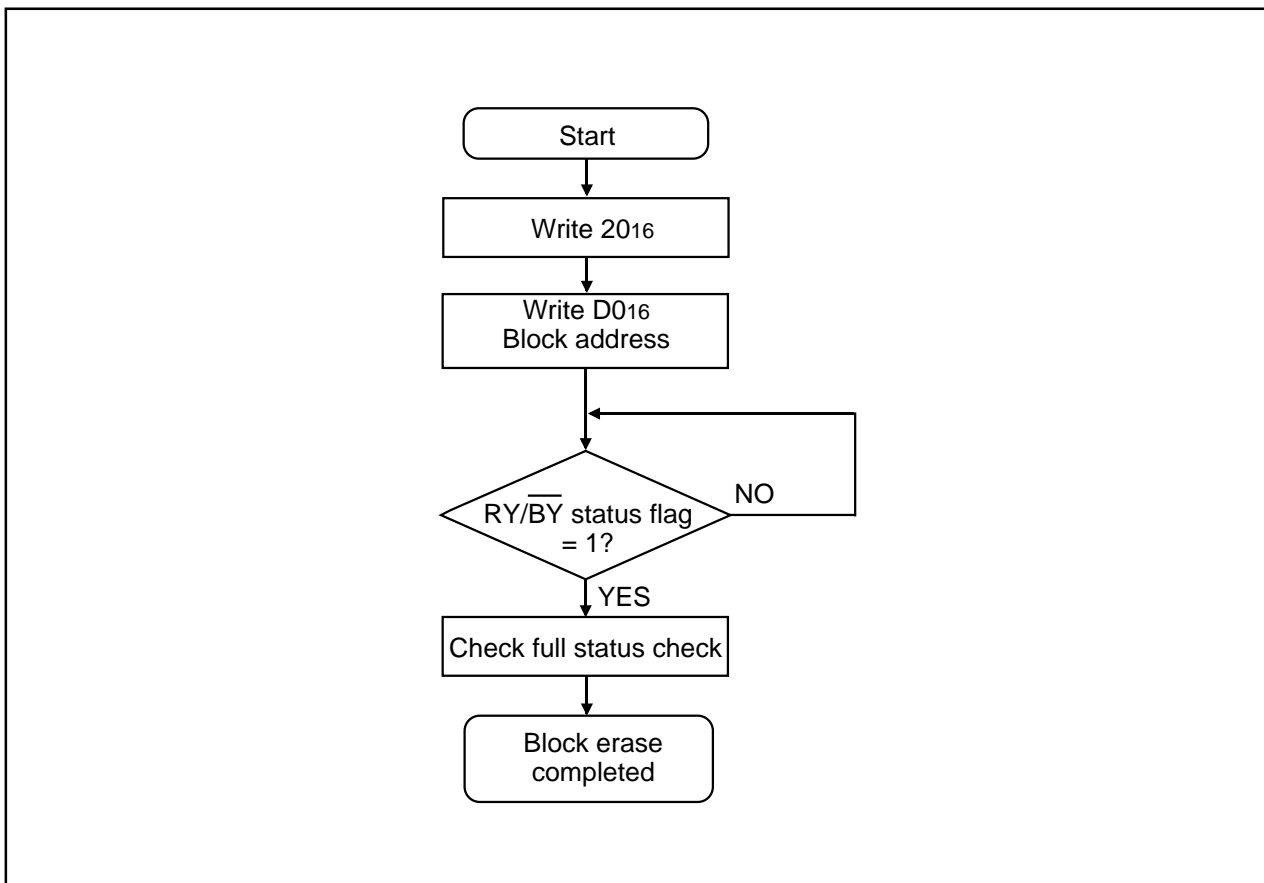 Start
Write 2016
Write D016
Block address
NO
RY/B̅Y̅ status flag
= 1?
YES
Check full status check
Block erase
completed